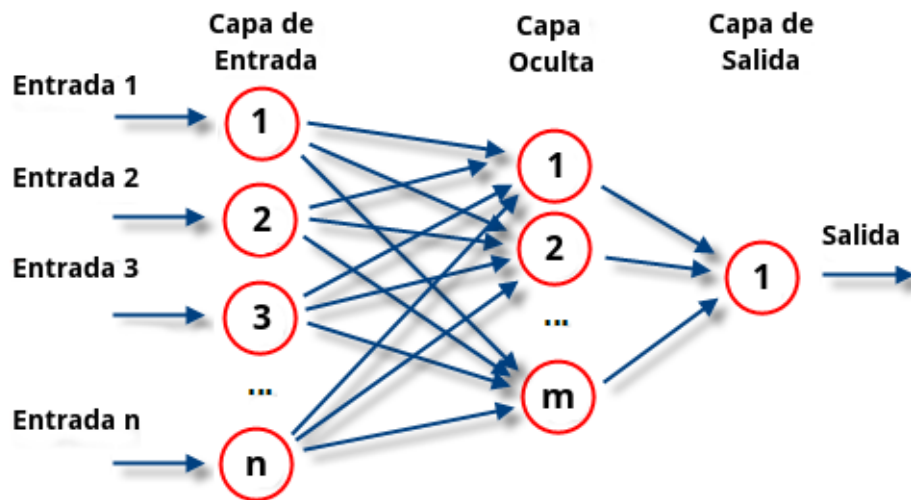 Capa de
Entrada
Capa
Oculta
Capa de
Salida
Entrada 1
1
Entrada 2
2
Entrada 3
3
...
Entrada n
n
1
2
...
m
1
Salida